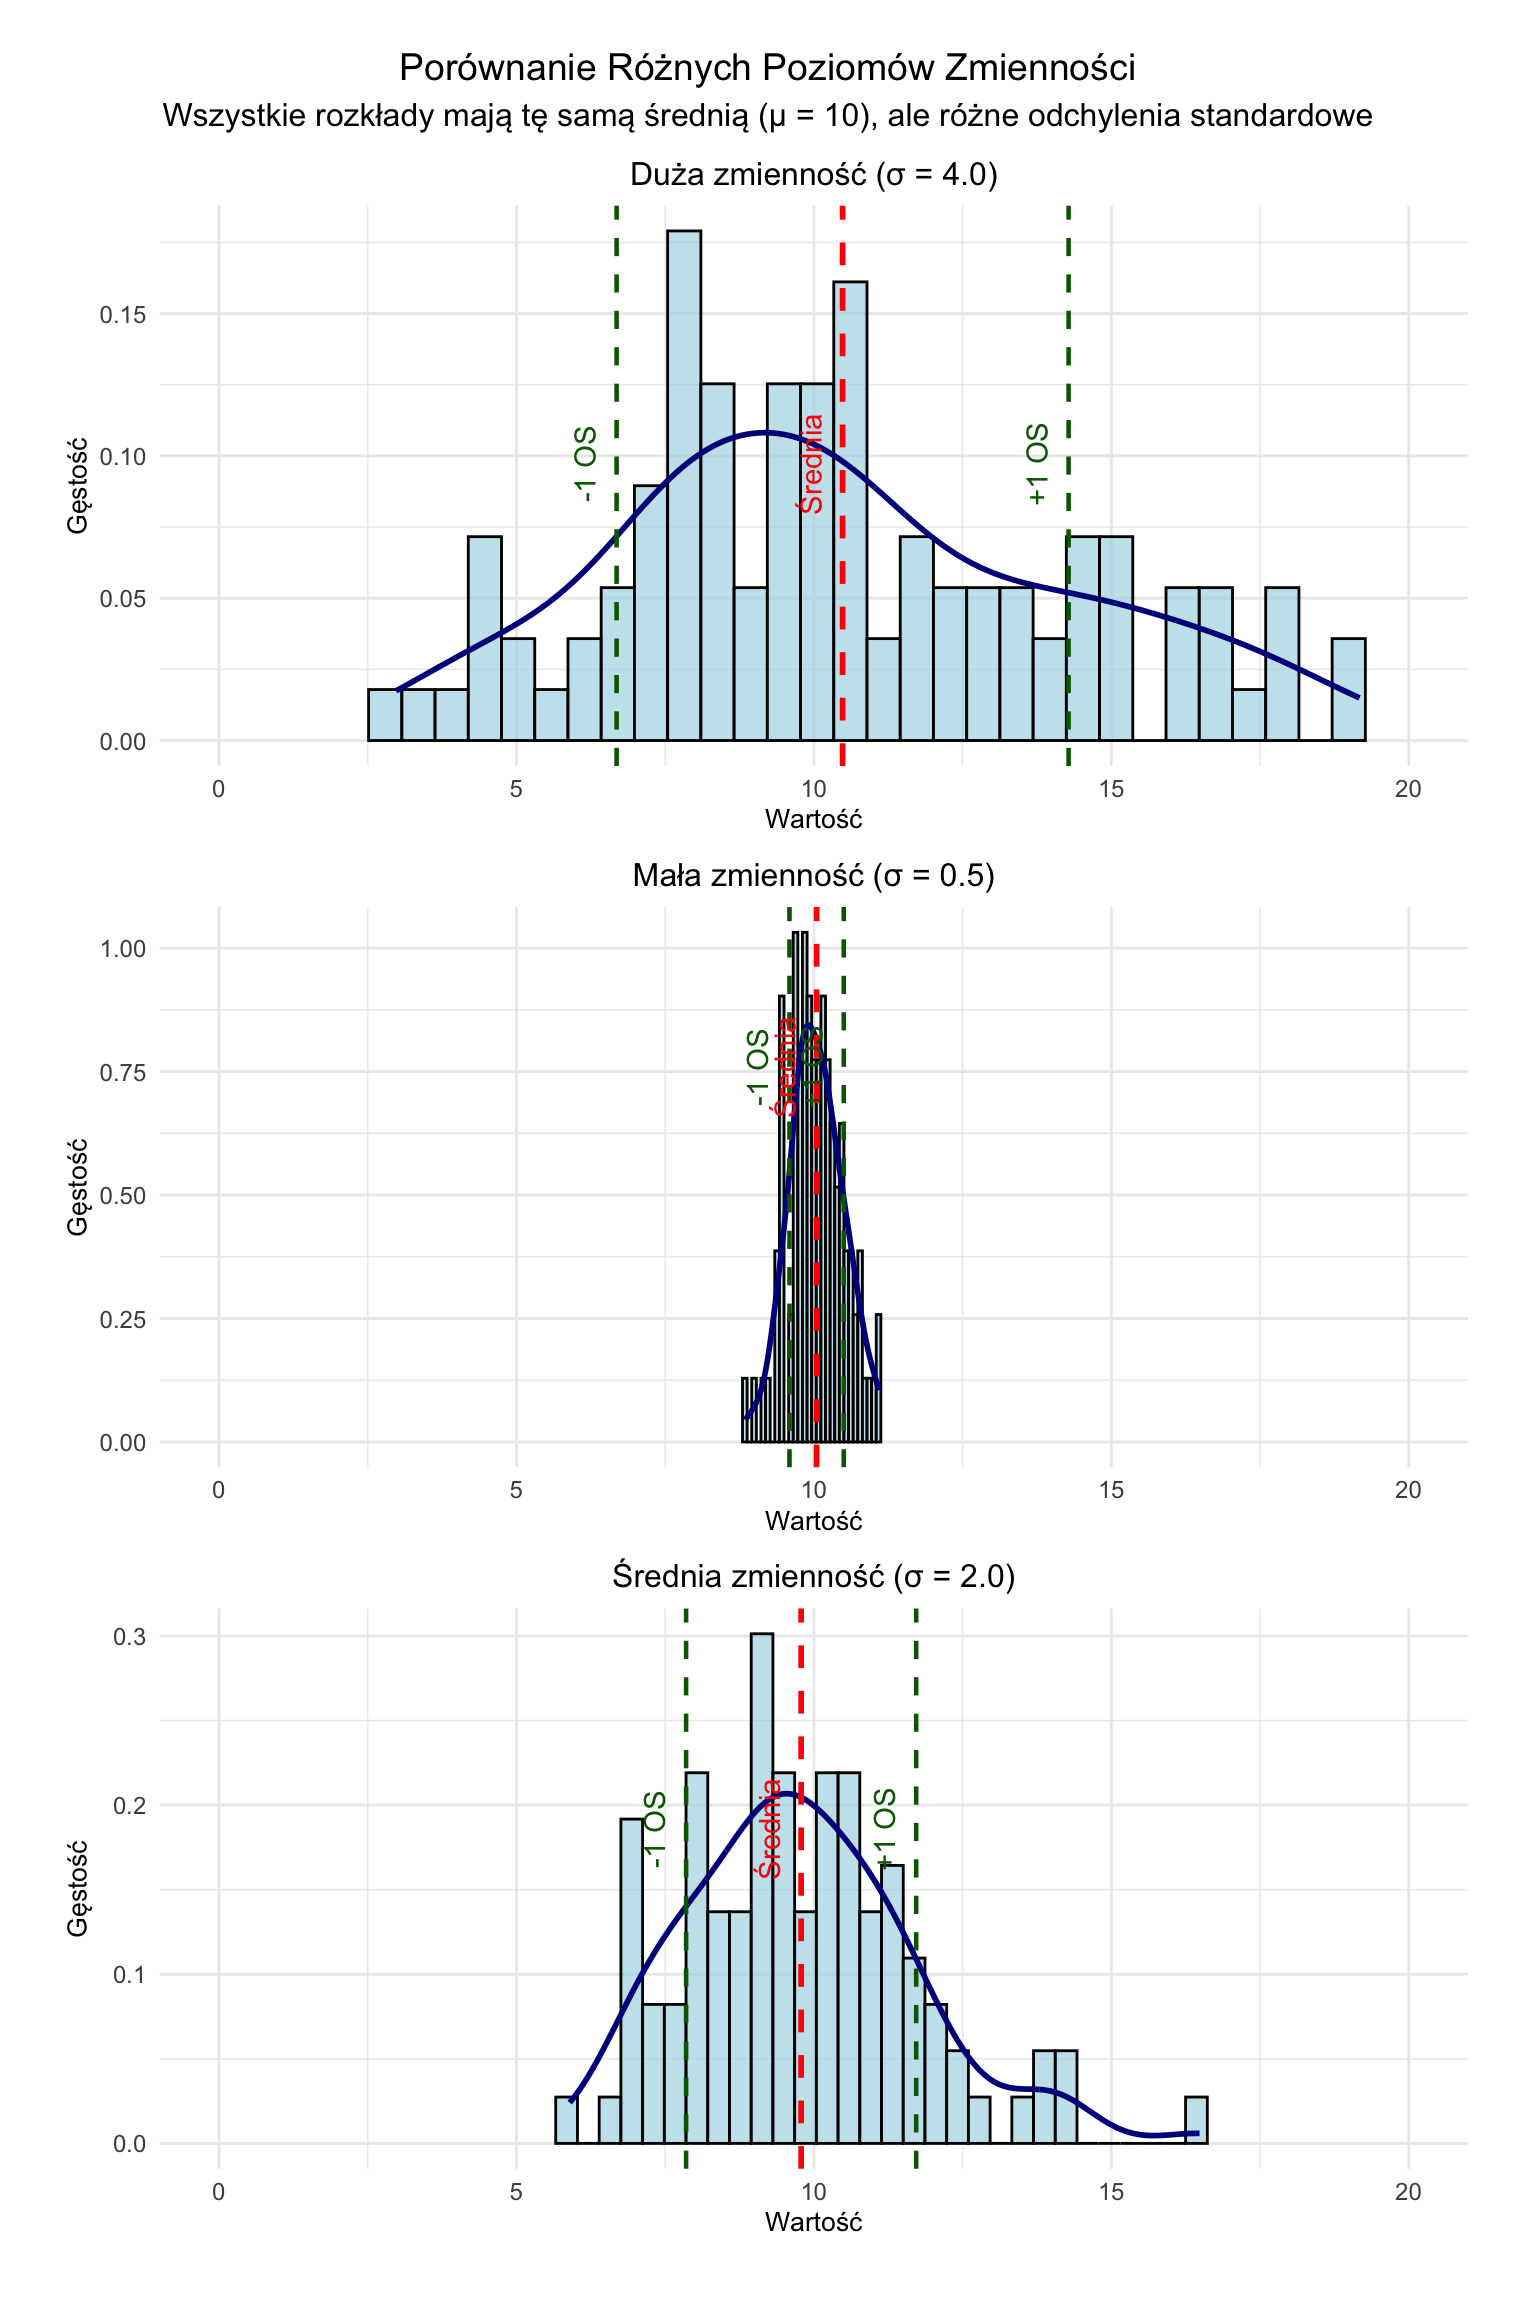 Porównanie Różnych Poziomów Zmienności
Wszystkie rozkłady mają tę samą średnią (μ = 10), ale różne odchylenia standardowe
Duża zmienność (σ = 4.0)
Gęstość
0.15
0.10
0.05
0.00
-1 OS
Średnia
+1 OS
0 5 10 15 20
Wartość
Mała zmienność (σ = 0.5)
Gęstość
1.00
0.75
0.50
0.25
0.00
-1 OS
Średnia
+1 OS
0 5 10 15 20
Wartość
Średnia zmienność (σ = 2.0)
Gęstość
0.3
0.2
0.1
0.0
-1 OS
Średnia
+1 OS
0 5 10 15 20
Wartość